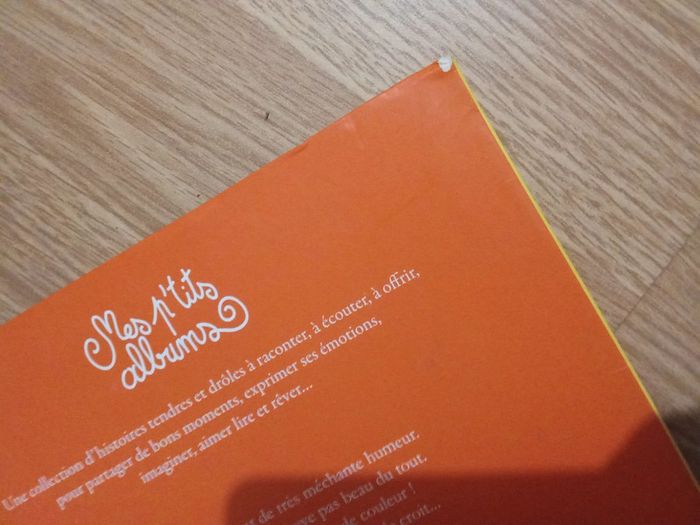 Mes p'tits
albums
Une collection d'histoires tendres et drôles à raconter, à écouter, à offrir,
pour partager de bons moments, exprimer ses émotions,
imaginer, aimer lire et rêver...
de très méchante humeur.
pas beau du tout.
de couleur !
croit...